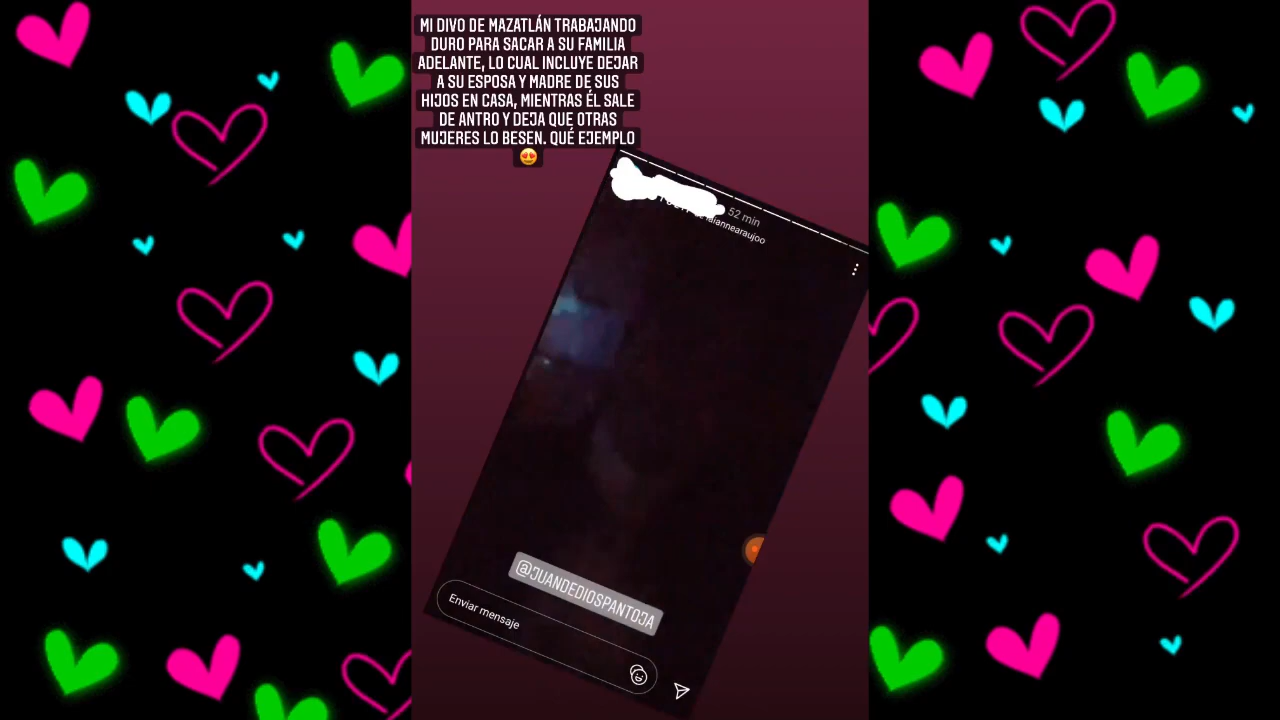 MI DIVO DE MAZATLÁN TRABAJANDO
DURO PARA SACAR A SU FAMILIA
ADELANTE, LO CUAL INCLUYE DEJAR
A SU ESPOSA Y MADRE DE SUS
HIJOS EN CASA, MIENTRAS ÉL SALE
DE ANTRO Y DEJA QUE OTRAS
MUJERES LO BESEN. QUÉ EJEMPLO
😍
52 min
@JUANDEDIOSPANTOJA
Enviar mensaje